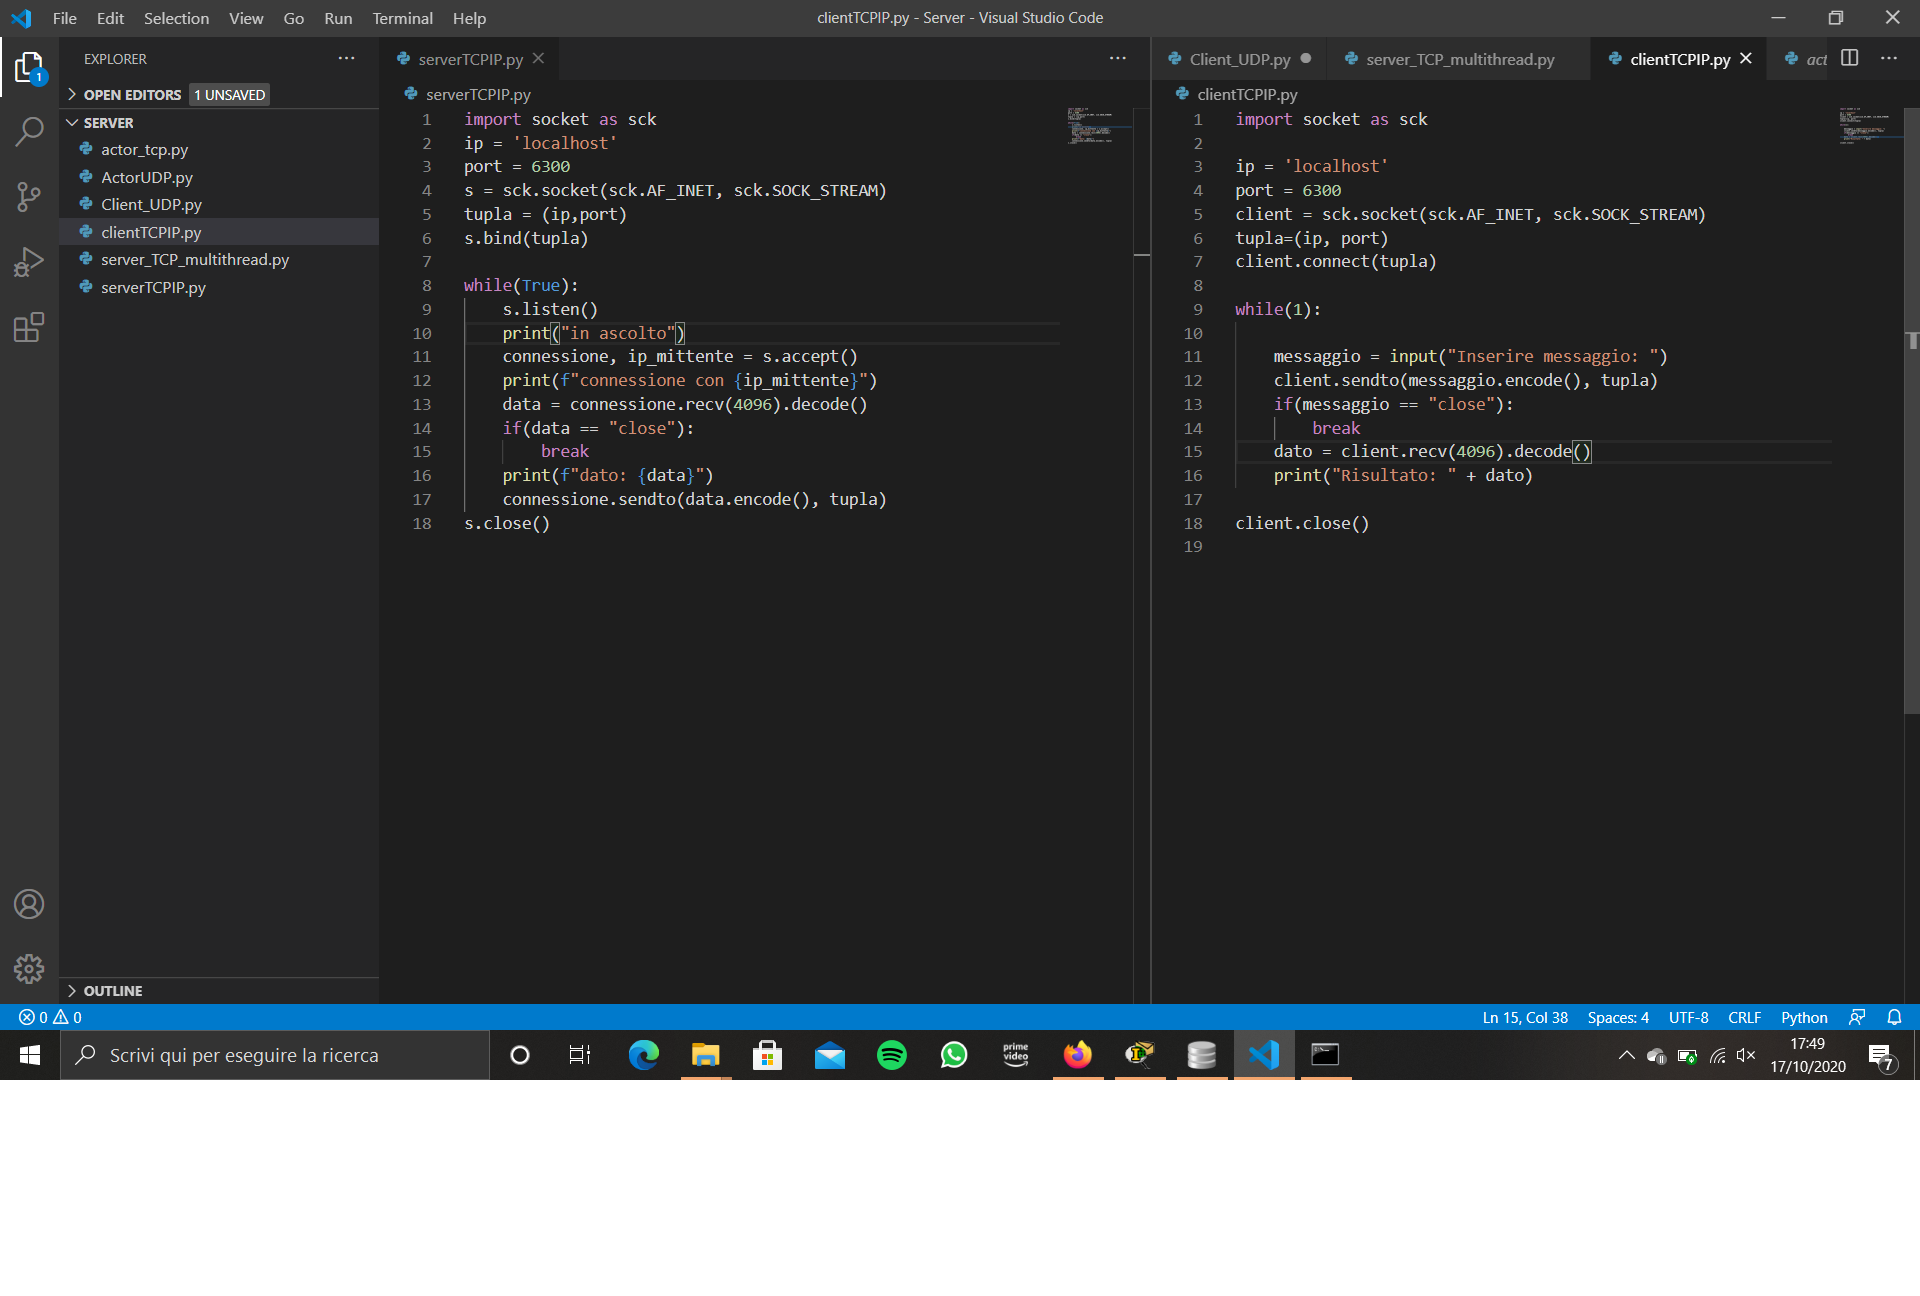 File Edit Selection View Go Run Terminal Help
clientTCPIP.py - Server - Visual Studio Code
EXPLORER
1
OPEN EDITORS 1 UNSAVED
SERVER
actor_tcp.py
ActorUDP.py
Client_UDP.py
clientTCPIP.py
server_TCP_multithread.py
serverTCPIP.py
OUTLINE
serverTCPIP.py
serverTCPIP.py
1 import socket as sck
2 ip = 'localhost'
3 port = 6300
4 s = sck.socket(sck.AF_INET, sck.SOCK_STREAM)
5 tupla = (ip,port)
6 s.bind(tupla)
7
8 while(True):
9 s.listen()
10 print("in ascolto")
11 connessione, ip_mittente = s.accept()
12 print(f"connessione con {ip_mittente}")
13 data = connessione.recv(4096).decode()
14 if(data == "close"):
15 break
16 print(f"dato: {data}")
17 connessione.sendto(data.encode(), tupla)
18 s.close()
Client_UDP.py server_TCP_multithread.py clientTCPIP.py act
clientTCPIP.py
1 import socket as sck
2
3 ip = 'localhost'
4 port = 6300
5 client = sck.socket(sck.AF_INET, sck.SOCK_STREAM)
6 tupla=(ip, port)
7 client.connect(tupla)
8
9 while(1):
10
11 messaggio = input("Inserire messaggio: ")
12 client.sendto(messaggio.encode(), tupla)
13 if(messaggio == "close"):
14 break
15 dato = client.recv(4096).decode()
16 print("Risultato: " + dato)
17
18 client.close()
19
0 0
Ln 15, Col 38 Spaces: 4 UTF-8 CRLF Python
Scrivi qui per eseguire la ricerca
prime
video
17:49
17/10/2020
7